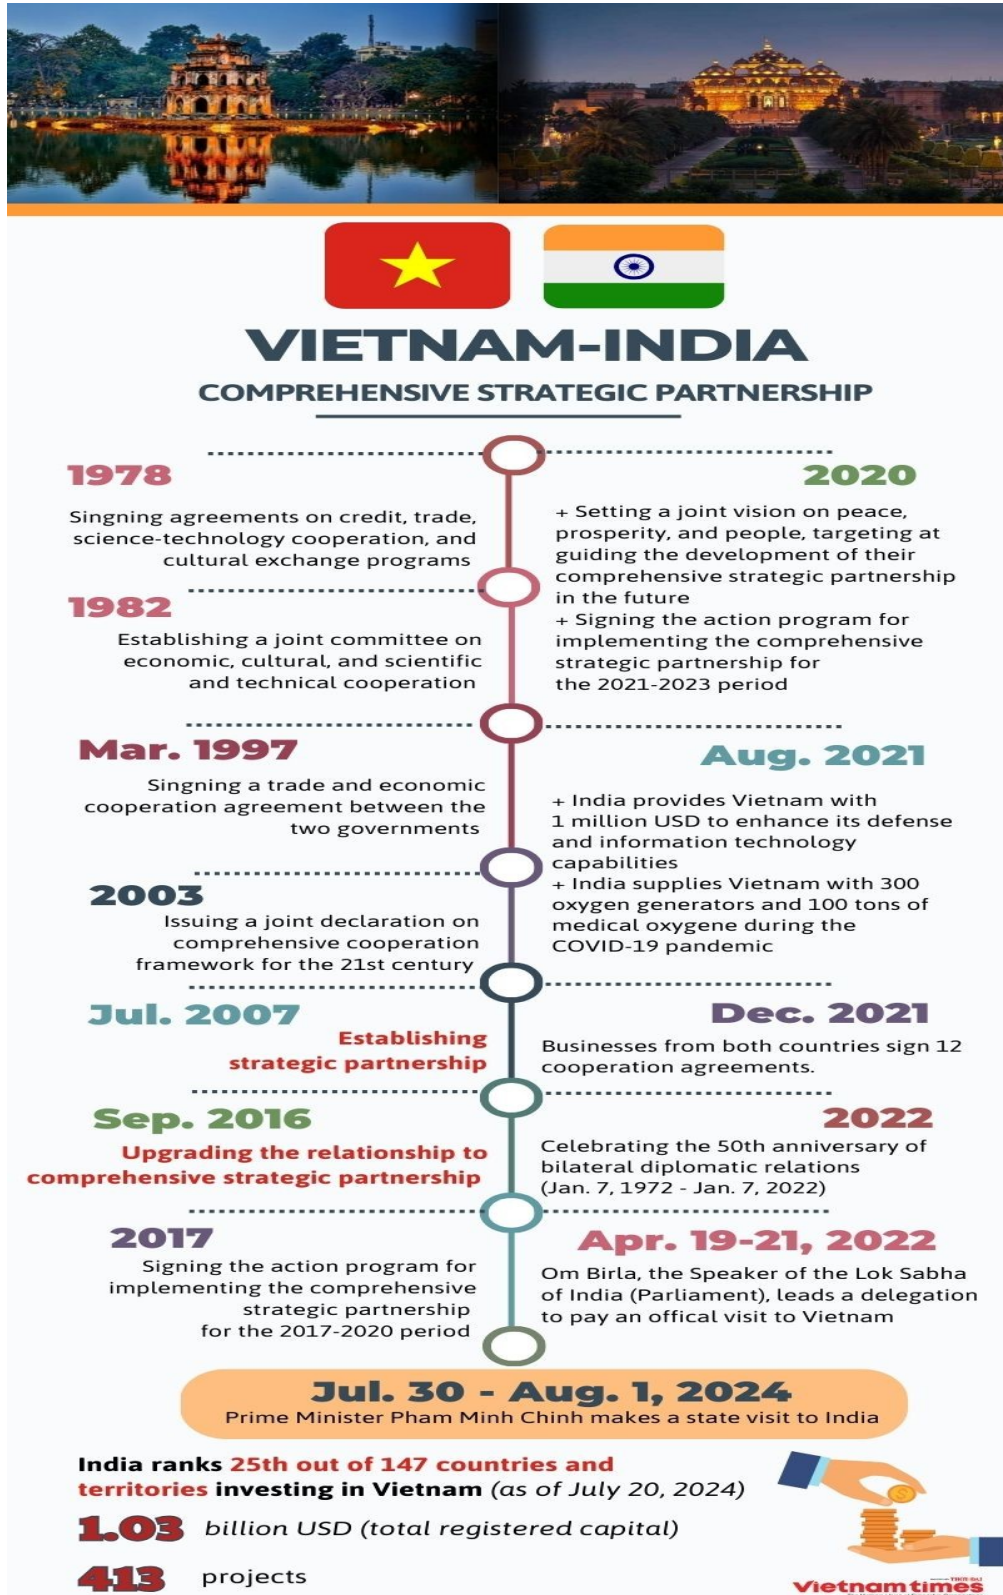 VIETNAM-INDIA
COMPREHENSIVE STRATEGIC PARTNERSHIP
1978
Singning agreements on credit, trade,
science-technology cooperation, and
cultural exchange programs
1982
Establishing a joint committee on
economic, cultural, and scientific
and technical cooperation
Mar. 1997
Singning a trade and economic
cooperation agreement between the
two governments
2003
Issuing a joint declaration on
comprehensive cooperation
framework for the 21st century
Jul. 2007
Establishing
strategic partnership
Sep. 2016
Upgrading the relationship to
comprehensive strategic partnership
2017
Signing the action program for
implementing the comprehensive
strategic partnership
for the 2017-2020 period
2020
+ Setting a joint vision on peace,
prosperity, and people, targeting at
guiding the development of their
comprehensive strategic partnership
in the future
+ Signing the action program for
implementing the comprehensive
strategic partnership for
the 2021-2023 period
Aug. 2021
+ India provides Vietnam with
1 million USD to enhance its defense
and information technology
capabilities
+ India supplies Vietnam with 300
oxygen generators and 100 tons of
medical oxygene during the
COVID-19 pandemic
Dec. 2021
Businesses from both countries sign 12
cooperation agreements.
2022
Celebrating the 50th anniversary of
bilateral diplomatic relations
(Jan. 7, 1972 - Jan. 7, 2022)
Apr. 19-21, 2022
Om Birla, the Speaker of the Lok Sabha
of India (Parliament), leads a delegation
to pay an offical visit to Vietnam
Jul. 30 - Aug. 1, 2024
Prime Minister Pham Minh Chinh makes a state visit to India
India ranks 25th out of 147 countries and
territories investing in Vietnam (as of July 20, 2024)
1.03 billion USD (total registered capital)
413 projects
Vietnamtimes